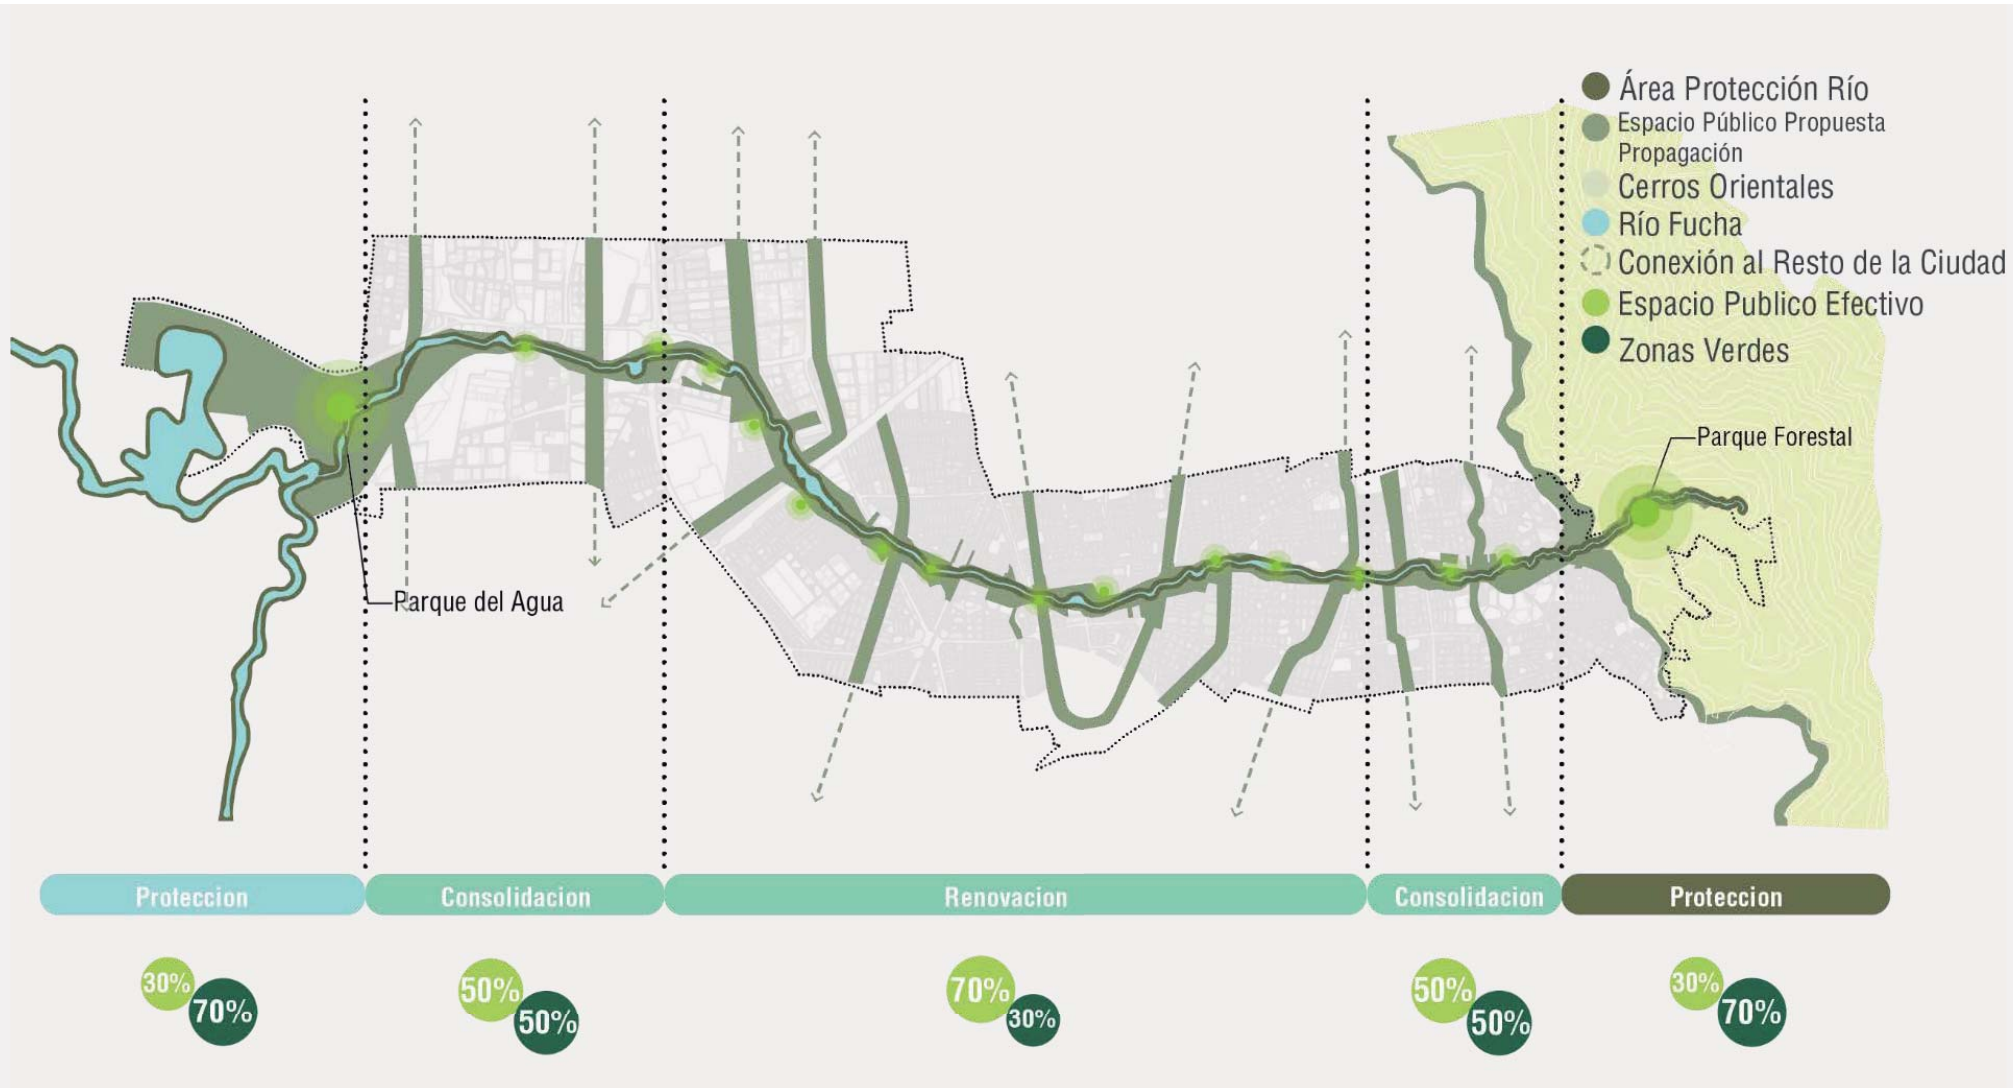 Área Protección Río
Espacio Público Propuesta
Propagación
Cerros Orientales
Río Fucha
Conexión al Resto de la Ciudad
Espacio Publico Efectivo
Zonas Verdes
Parque Forestal
Parque del Agua
Proteccion
Consolidacion
Renovacion
Consolidacion
Proteccion
30%
70%
50%
50%
70%
30%
50%
50%
30%
70%